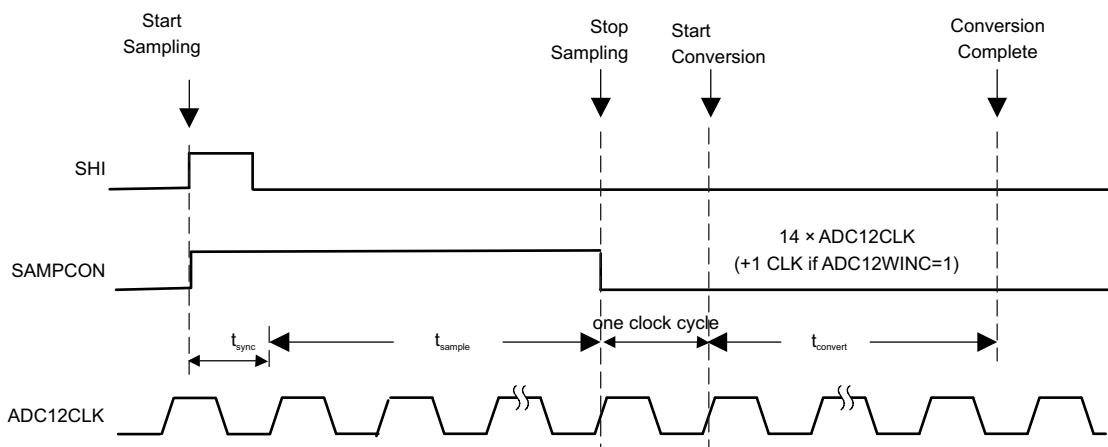 Start
Sampling
Stop
Sampling
Start
Conversion
Conversion
Complete
SHI
SAMPCON
14 × ADC12CLK
(+1 CLK if ADC12WINC=1)
tsync
tsample
one clock cycle
tconvert
ADC12CLK